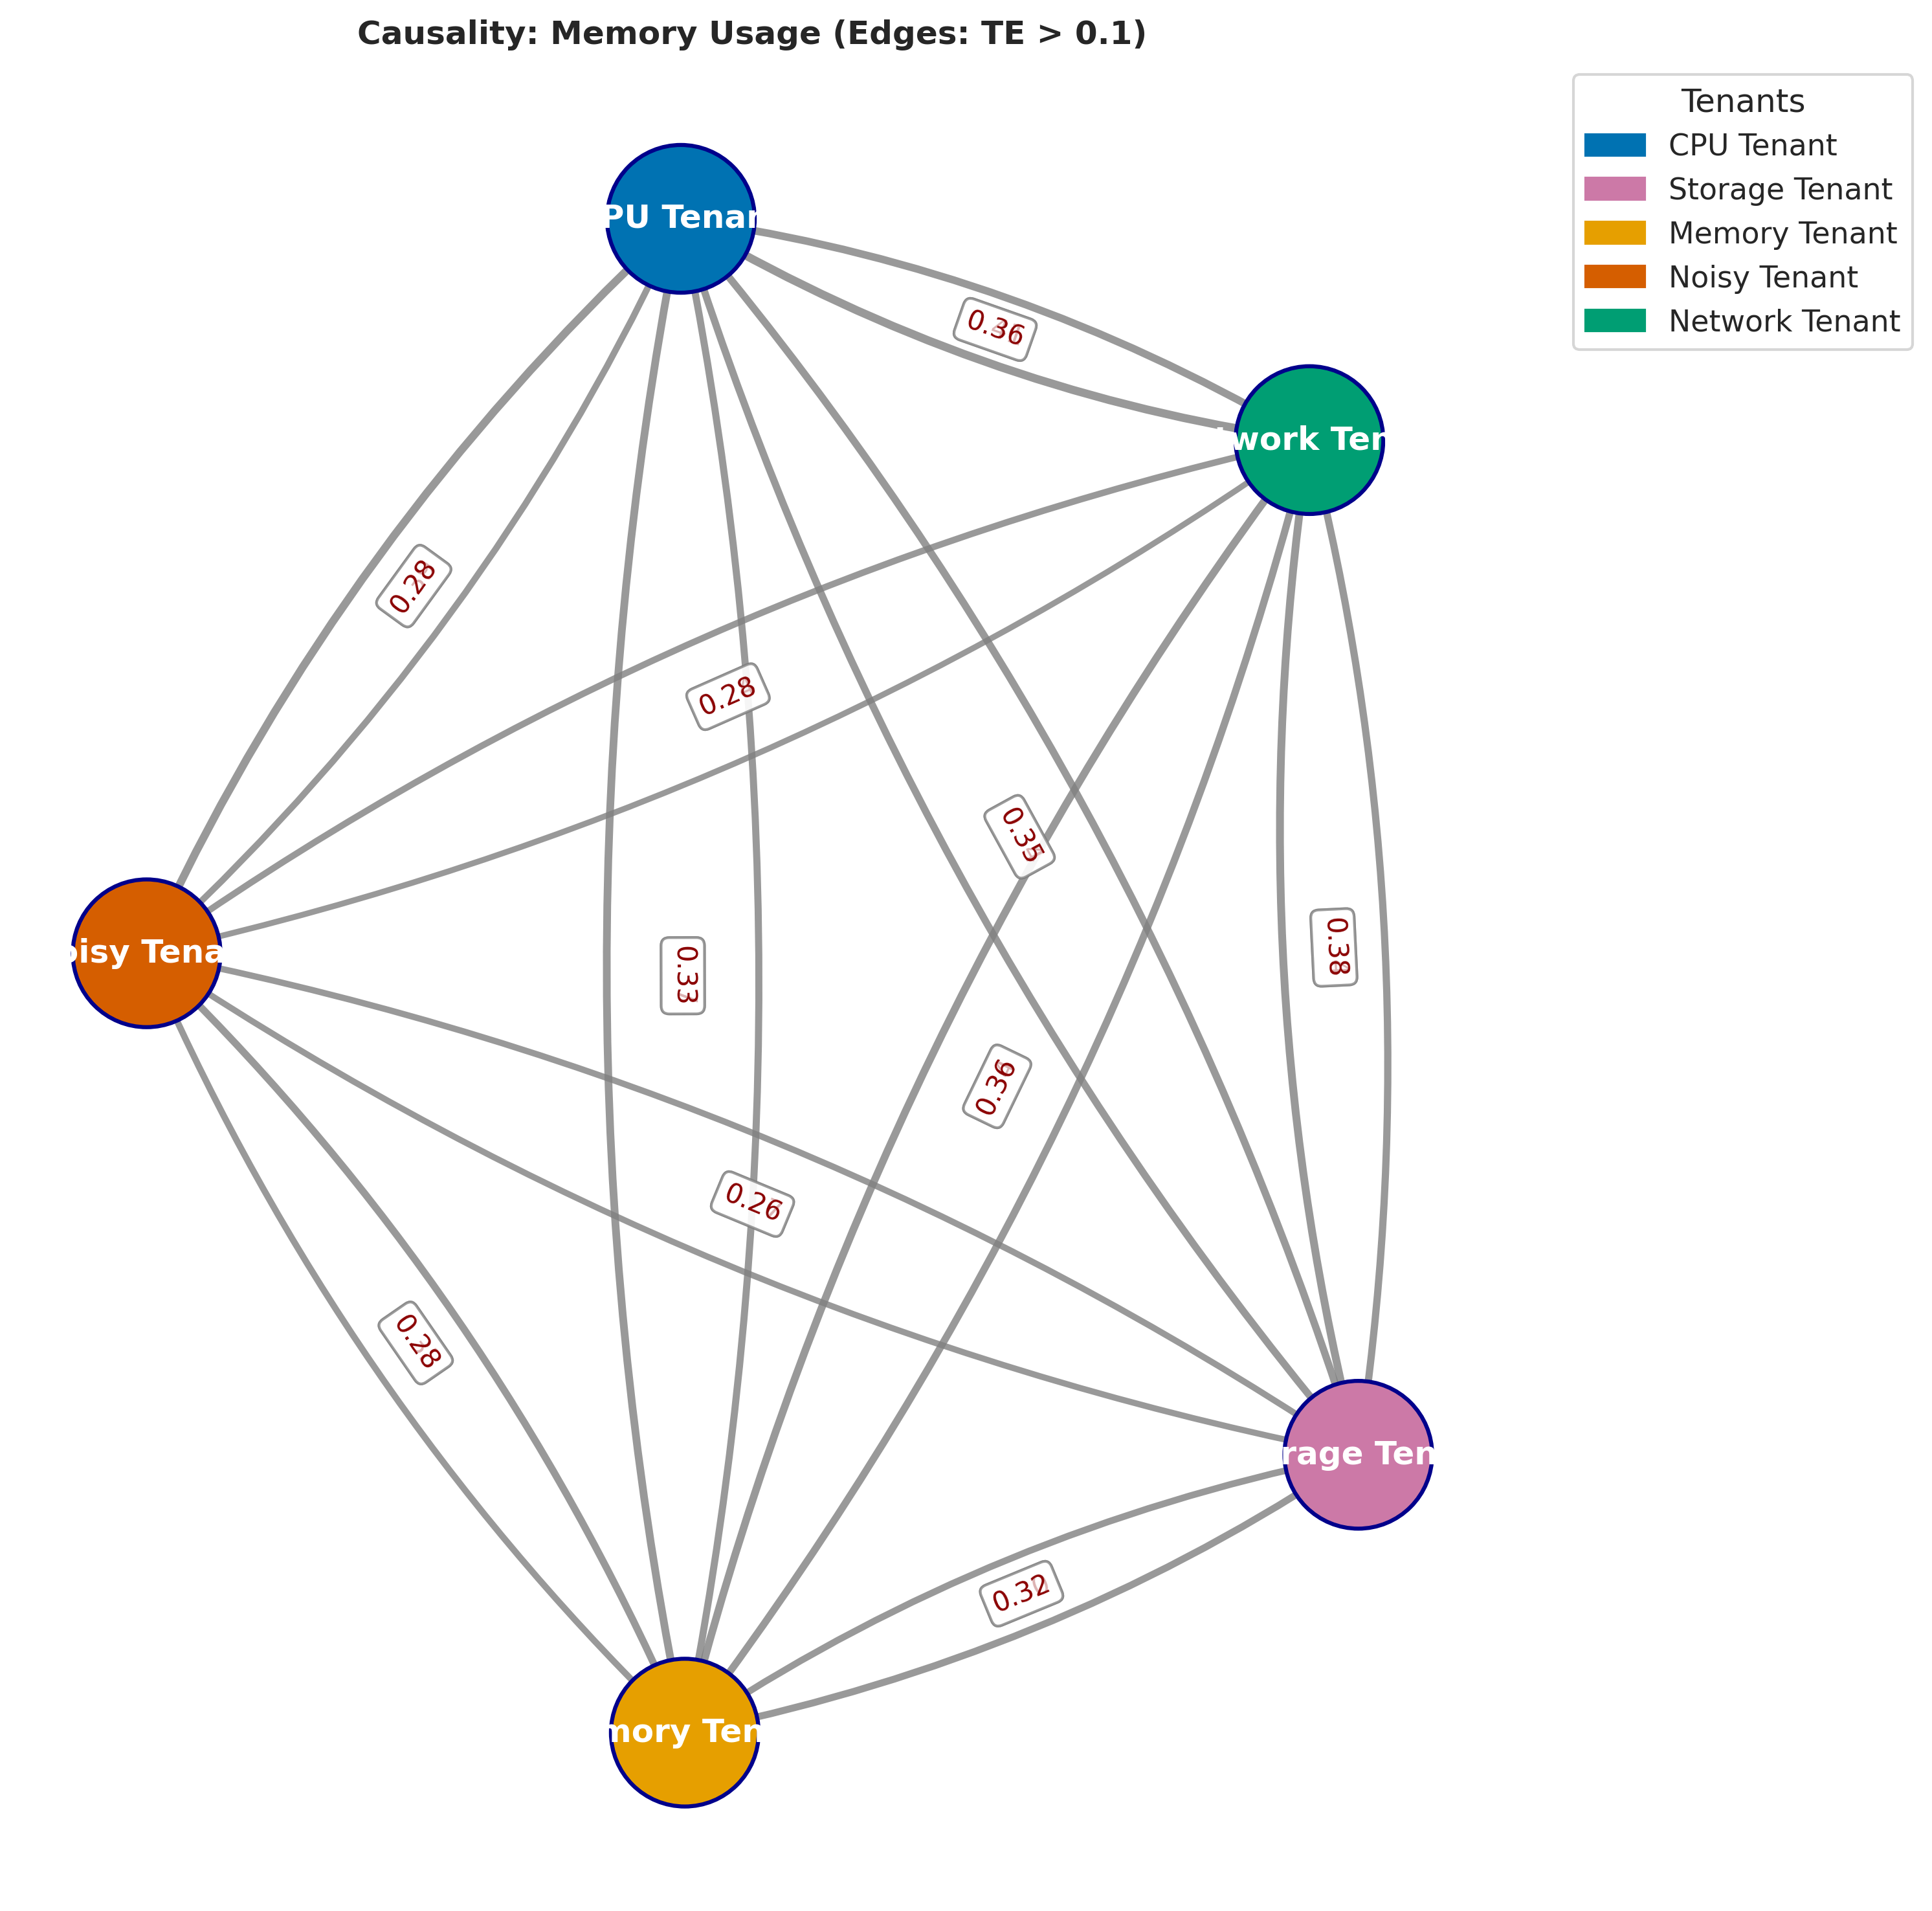 Causality: Memory Usage (Edges: TE > 0.1)
Tenants
CPU Tenant
Storage Tenant
Memory Tenant
Noisy Tenant
Network Tenant
PU Tenan
0.36
work Ten
0.28
0.28
0.35
oisy Tena
0.33
0.38
0.36
0.26
0.28
rage Ten
0.32
mory Ten